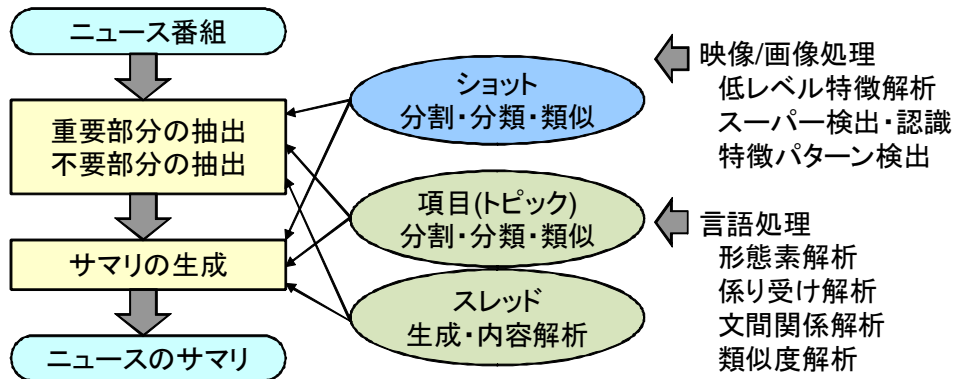 ニュース番組
重要部分の抽出
不要部分の抽出
サマリの生成
ニュースのサマリ
ショット
分割・分類・類似
項目(トピック)
分割・分類・類似
スレッド
生成・内容解析
映像/画像処理
低レベル特徴解析
スーパー検出・認識
特徴パターン検出
言語処理
形態素解析
係り受け解析
文間関係解析
類似度解析